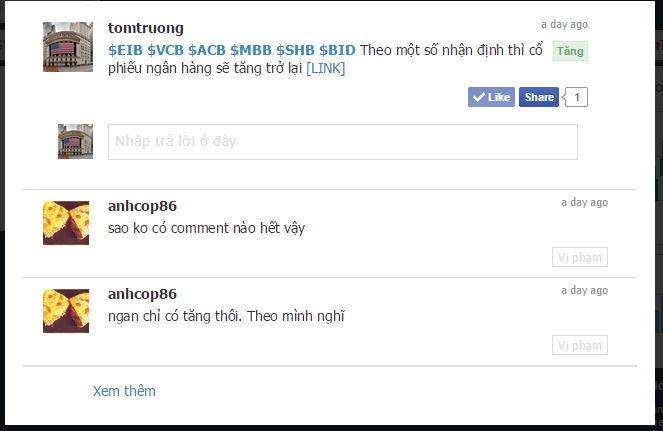 tomtruong
a day ago
$EIB $VCB $ACB $MBB $SHB $BID Theo một số nhận định thì cổ
Tăng
phiếu ngân hàng sẽ tăng trở lại [LINK]
Like Share 1
Nhập trả lời ở đây
anhcop86
a day ago
sao ko có comment nào hết vậy
Vi phạm
anhcop86
a day ago
ngan chỉ có tăng thôi. Theo mình nghĩ
Vi phạm
Xem thêm